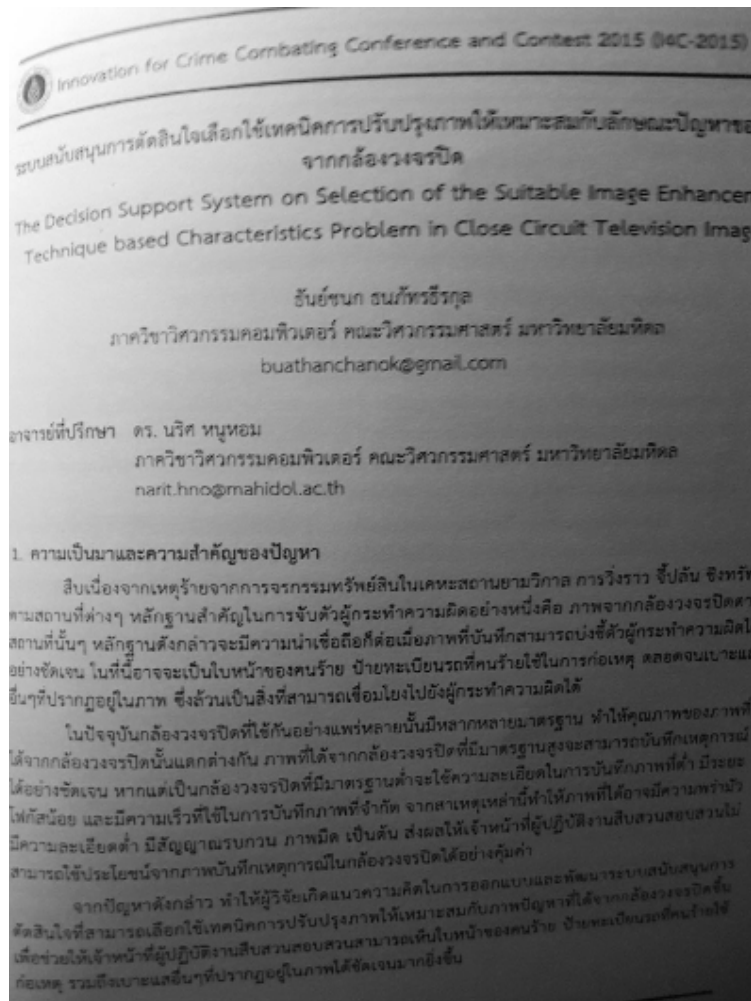 Innovation for Crime Combating Conference and Contest 2015 (I4C-2015)
ระบบสนับสนุนการตัดสินใจเลือกใช้เทคนิคการปรับปรุงภาพให้เหมาะสมกับลักษณะปัญหาขอ
จากกล้องวงจรปิด
The Decision Support System on Selection of the Suitable Image Enhancem
Technique based Characteristics Problem in Close Circuit Television Imag
ธันย์ชนก ธนภัทรธีรกุล
ภาควิชาวิศวกรรมคอมพิวเตอร์ คณะวิศวกรรมศาสตร์ มหาวิทยาลัยมหิดล
buathanchanok@gmail.com
อาจารย์ที่ปรึกษา ดร. นริศ หนูหอม
ภาควิชาวิศวกรรมคอมพิวเตอร์ คณะวิศวกรรมศาสตร์ มหาวิทยาลัยมหิดล
narit.hno@mahidol.ac.th
1. ความเป็นมาและความสำคัญของปัญหา
สืบเนื่องจากเหตุร้ายจากการจรกรรมทรัพย์สินในเคหะสถานยามวิกาล การวิ่งราว จี้ปล้น ชิงทรัพ
ตามสถานที่ต่างๆ หลักฐานสำคัญในการจับตัวผู้กระทำความผิดอย่างหนึ่งคือ ภาพจากกล้องวงจรปิดตา
สถานที่นั้นๆ หลักฐานดังกล่าวจะมีความน่าเชื่อถือก็ต่อเมื่อภาพที่บันทึกสามารถบ่งชี้ตัวผู้กระทำความผิดไ
อย่างชัดเจน ในที่นี้อาจจะเป็นใบหน้าของคนร้าย ป้ายทะเบียนรถที่คนร้ายใช้ในการก่อเหตุ ตลอดจนเบาะแส
อื่นๆที่ปรากฏอยู่ในภาพ ซึ่งล้วนเป็นสิ่งที่สามารถเชื่อมโยงไปยังผู้กระทำความผิดได้
ในปัจจุบันกล้องวงจรปิดที่ใช้กันอย่างแพร่หลายนั้นมีหลากหลายมาตรฐาน ทำให้คุณภาพของภาพที่
ได้จากกล้องวงจรปิดนั้นแตกต่างกัน ภาพที่ได้จากกล้องวงจรปิดที่มีมาตรฐานสูงจะสามารถบันทึกเหตุการณ์
ได้อย่างชัดเจน หากแต่เป็นกล้องวงจรปิดที่มีมาตรฐานต่ำจะใช้ความละเอียดในการบันทึกภาพที่ต่ำ มีระยะ
โฟกัสน้อย และมีความเร็วที่ใช้ในการบันทึกภาพที่จำกัด จากสาเหตุเหล่านี้ทำให้ภาพที่ได้อาจมีความพร่ามัว
มีความละเอียดต่ำ มีสัญญาณรบกวน ภาพมืด เป็นต้น ส่งผลให้เจ้าหน้าที่ผู้ปฏิบัติงานสืบสวนสอบสวนไม่
สามารถใช้ประโยชน์จากภาพบันทึกเหตุการณ์ในกล้องวงจรปิดได้อย่างคุ้มค่า
จากปัญหาดังกล่าว ทำให้ผู้วิจัยเกิดแนวความคิดในการออกแบบและพัฒนาระบบสนับสนุนการ
ตัดสินใจที่สามารถเลือกใช้เทคนิคการปรับปรุงภาพให้เหมาะสมกับภาพปัญหาที่ได้จากกล้องวงจรปิดขึ้น
เพื่อช่วยให้เจ้าหน้าที่ผู้ปฏิบัติงานสืบสวนสอบสวนสามารถเห็นใบหน้าของคนร้าย ป้ายทะเบียนรถที่คนร้ายใช้
ก่อเหตุ รวมถึงเบาะแสอื่นๆที่ปรากฏอยู่ในภาพได้ชัดเจนมากยิ่งขึ้น